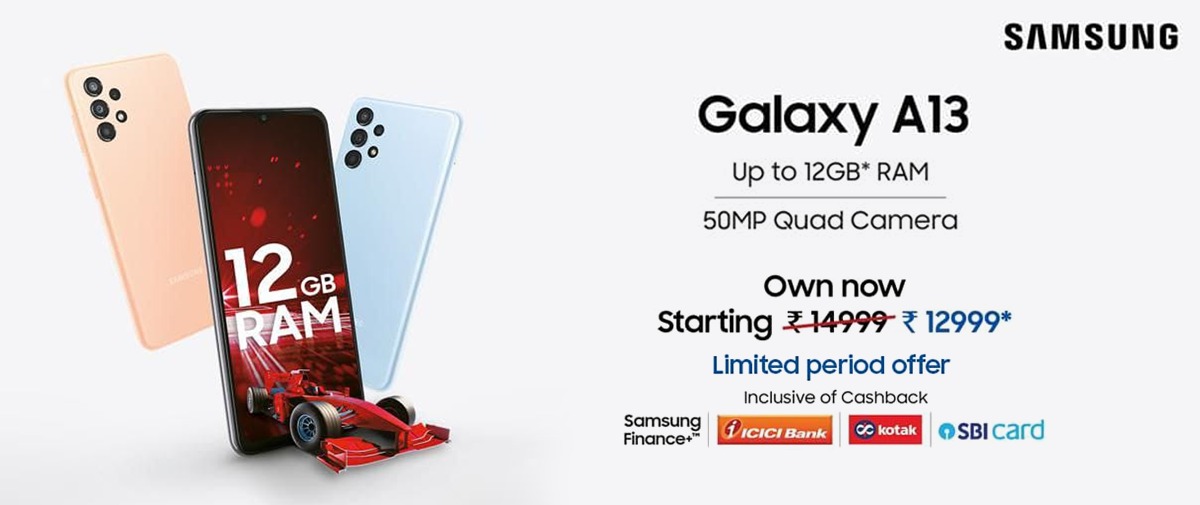 SAMSUNG
Galaxy A13
Up to 12GB* RAM
50MP Quad Camera
Own now
Starting ₹ 14999 ₹ 12999*
Limited period offer
Inclusive of Cashback
Samsung
Finance+™
ICICI Bank
kotak
SBI card
12 GB
RAM
SAMSUNG